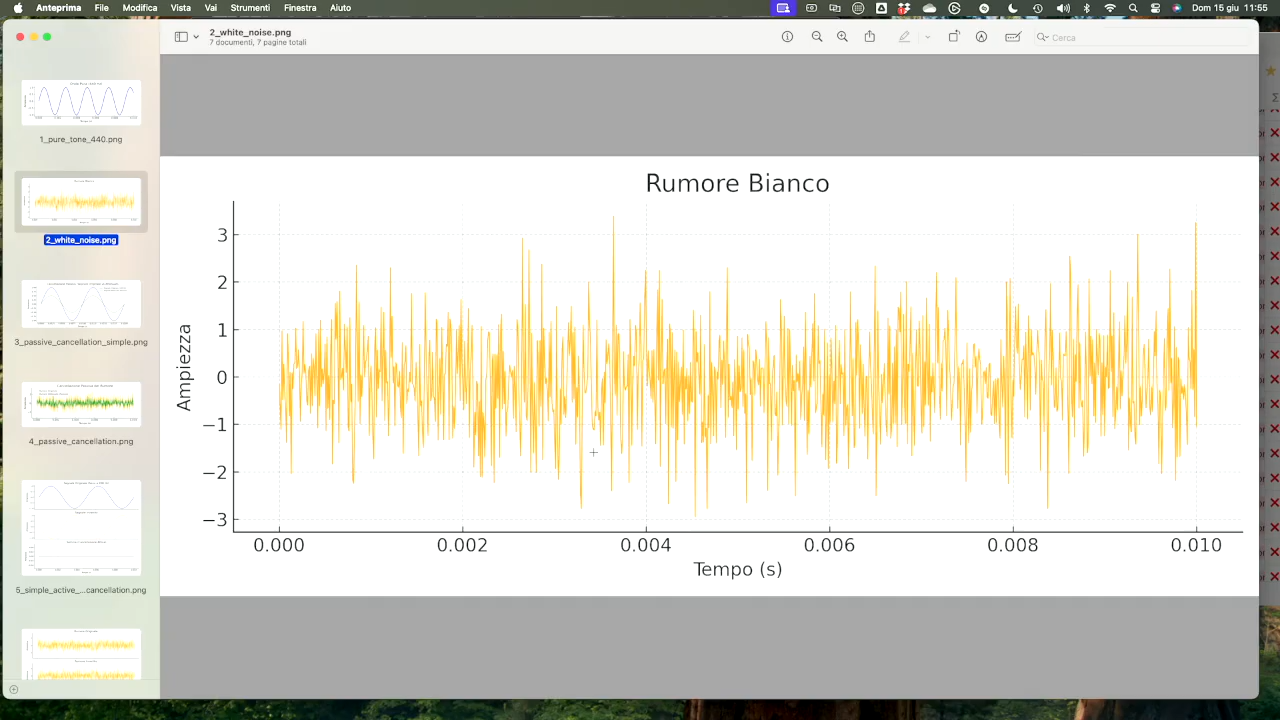 Anteprima File Modifica Vista Vai Strumenti Finestra Aiuto
Dom 15 giu 11:55
2_white_noise.png
7 documenti, 7 pagine totali
Cerca
1_pure_tone_440.png
2_white_noise.png
3_passive_cancellation_simple.png
4_passive_cancellation.png
5_simple_active_...cancellation.png
Rumore Bianco
Ampiezza
3
2
1
0
−1
−2
−3
0.000 0.002 0.004 0.006 0.008 0.010
Tempo (s)